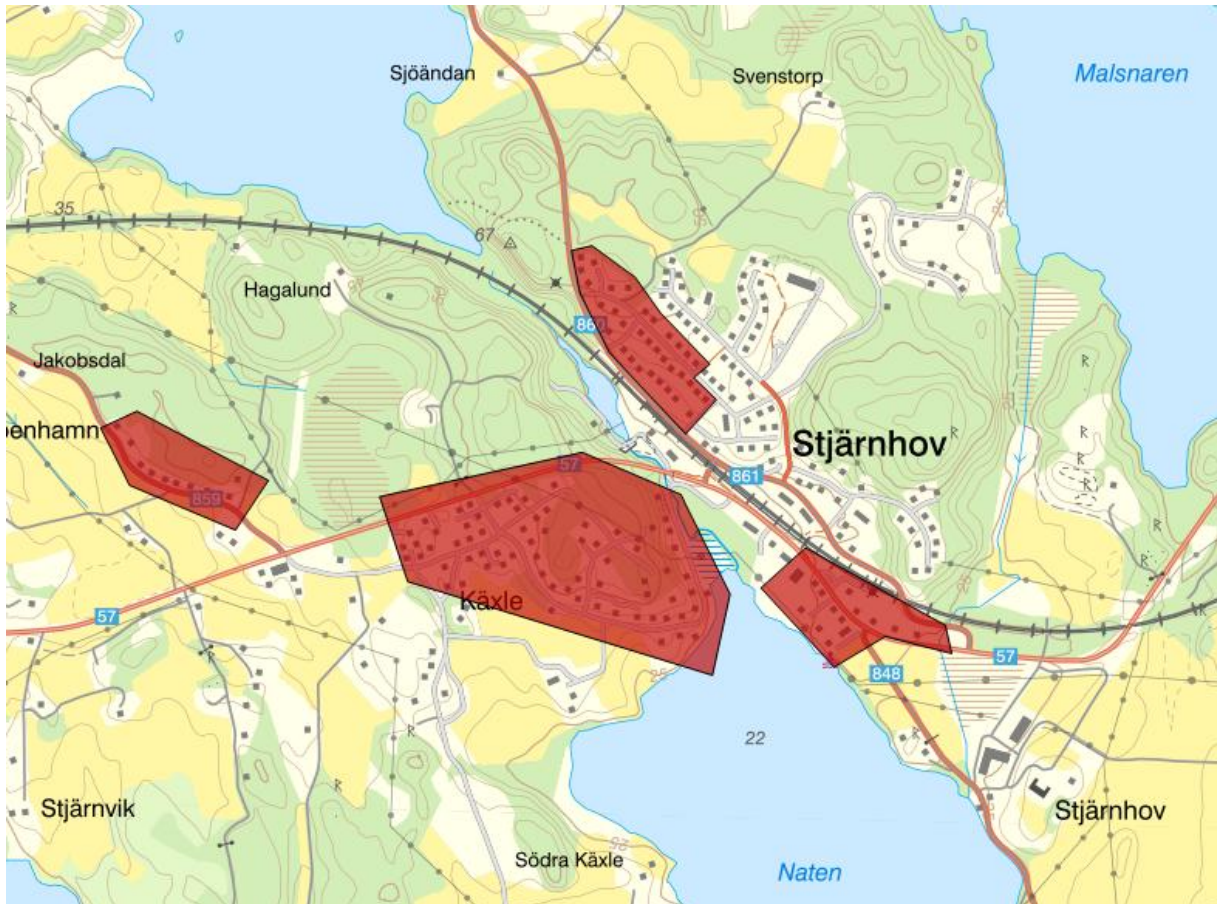 Sjöändan
Svenstorp
Malsnaren
35
67
Hagalund
860
Jakobsdal
penhamn
Stjärnhov
57
861
859
Käxle
57
57
848
22
Stjärnvik
Stjärnhov
Södra Käxle
Naten